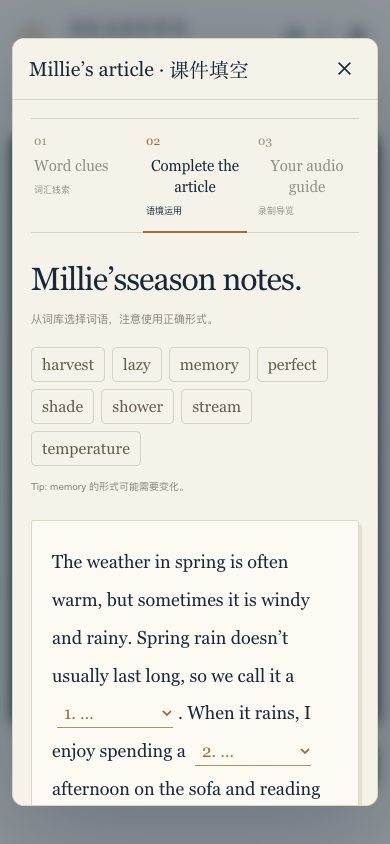 Millie’s article · 课件填空
01
Word clues
词汇线索
02
Complete the
article
语境运用
03
Your audio
guide
录制导览
Millie’sseason notes.
从词库选择词语，注意使用正确形式。
harvest lazy memory perfect
shade shower stream
temperature
Tip: memory 的形式可能需要变化。
The weather in spring is often
warm, but sometimes it is windy
and rainy. Spring rain doesn’t
usually last long, so we call it a
1. ... . When it rains, I
enjoy spending a 2. ...
afternoon on the sofa and reading